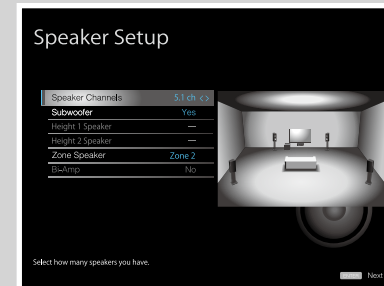 Speaker Setup
Speaker Channels 5.1 ch < >
Subwoofer Yes
Height 1 Speaker —
Height 2 Speaker —
Zone Speaker Zone 2
Bi-Amp No
Select how many speakers you have.
ENTER Next